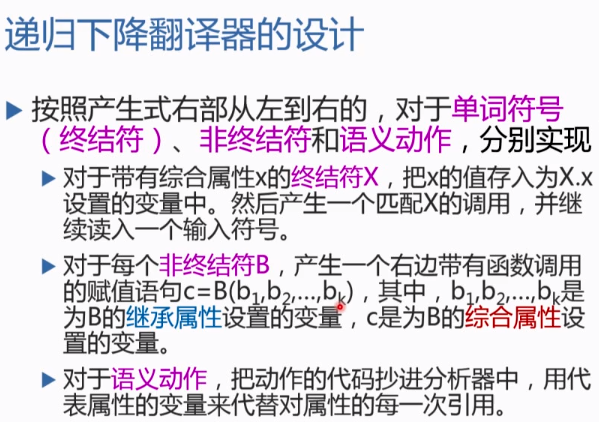 递归下降翻译器的设计
按照产生式右部从左到右的，对于单词符号
（终结符）、非终结符和语义动作，分别实现
对于带有综合属性x的终结符X，把x的值存入为X.x
设置的变量中。然后产生一个匹配X的调用，并继
续读入一个输入符号。
对于每个非终结符B，产生一个右边带有函数调用
的赋值语句c=B(b1,b2,…,bk)，其中，b1,b2,…,bk是
为B的继承属性设置的变量，c是为B的综合属性设
置的变量。
对于语义动作，把动作的代码抄进分析器中，用代
表属性的变量来代替对属性的每一次引用。